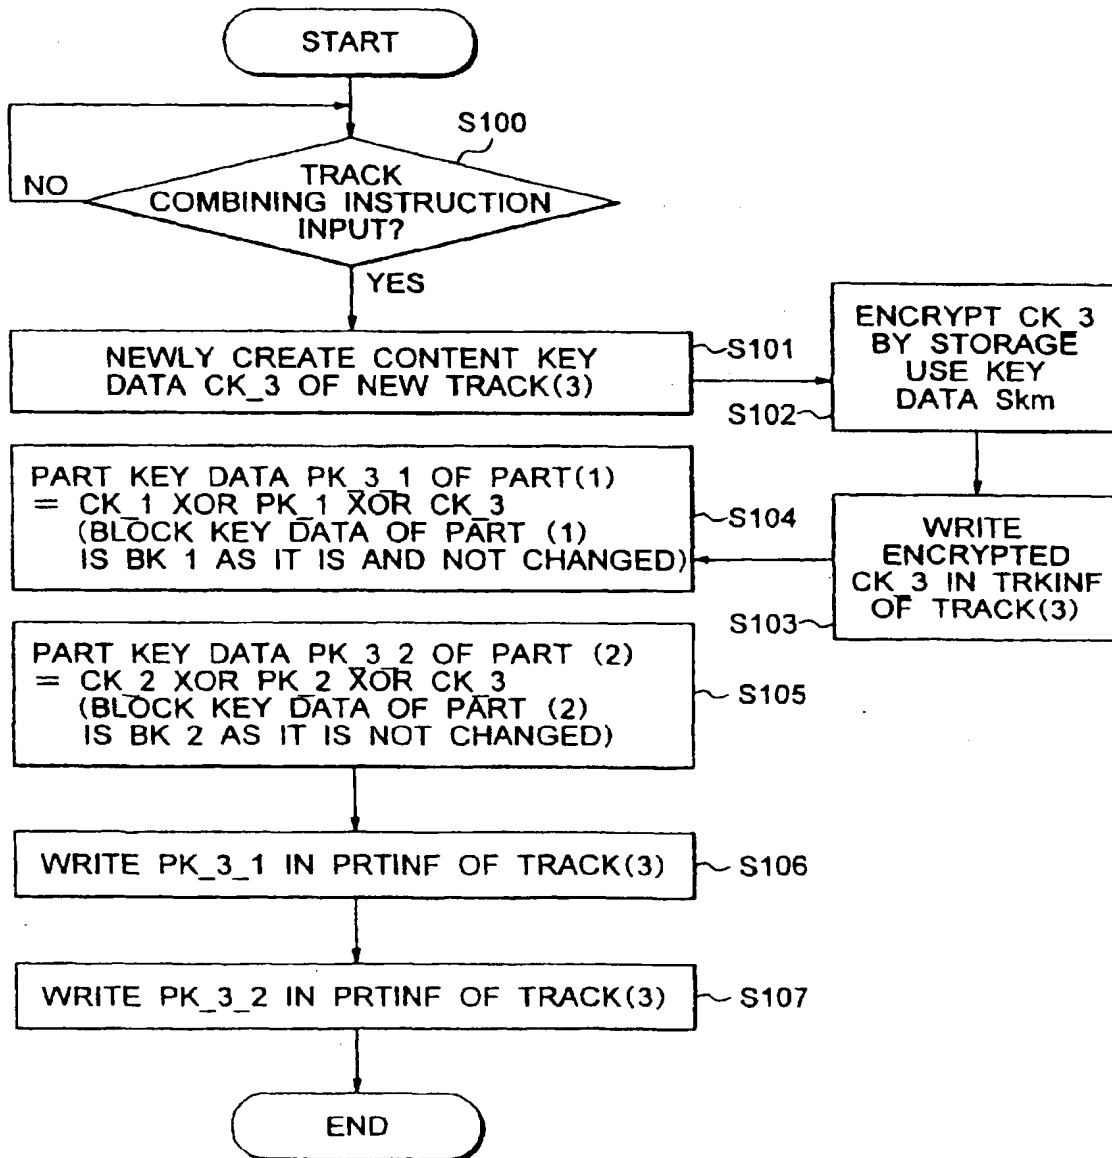 START
S100
TRACK
COMBINING INSTRUCTION
INPUT?
NO
YES
NEWLY CREATE CONTENT KEY
DATA CK_3 OF NEW TRACK(3)
S101
ENCRYPT CK_3
BY STORAGE
USE KEY
DATA Skm
S102
WRITE
ENCRYPTED
CK_3 IN TRKINF
OF TRACK(3)
S103
PART KEY DATA PK_3_1 OF PART(1)
= CK_1 XOR PK_1 XOR CK_3
(BLOCK KEY DATA OF PART (1)
IS BK 1 AS IT IS AND NOT CHANGED)
S104
PART KEY DATA PK_3_2 OF PART (2)
= CK_2 XOR PK_2 XOR CK_3
(BLOCK KEY DATA OF PART (2)
IS BK 2 AS IT IS NOT CHANGED)
S105
WRITE PK_3_1 IN PRTINF OF TRACK(3)
S106
WRITE PK_3_2 IN PRTINF OF TRACK(3)
S107
END